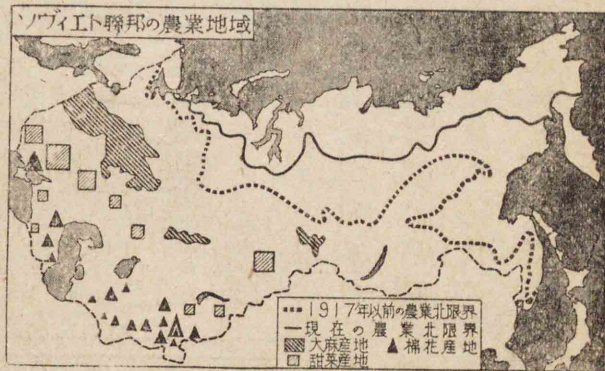 ソヴィエト聯邦の農業地域
1917年以前の農業北限界
現在の農業北限界
大麻産地 棉花産地
甜菜産地